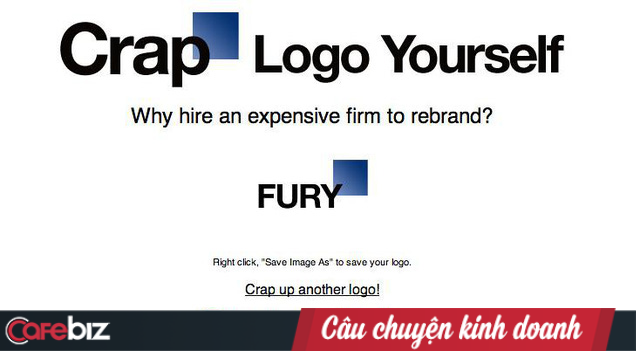 Crap Logo Yourself
Why hire an expensive firm to rebrand?
FURY
Right click, "Save Image As" to save your logo.
Crap up another logo!
Cafebiz
Câu chuyện kinh doanh